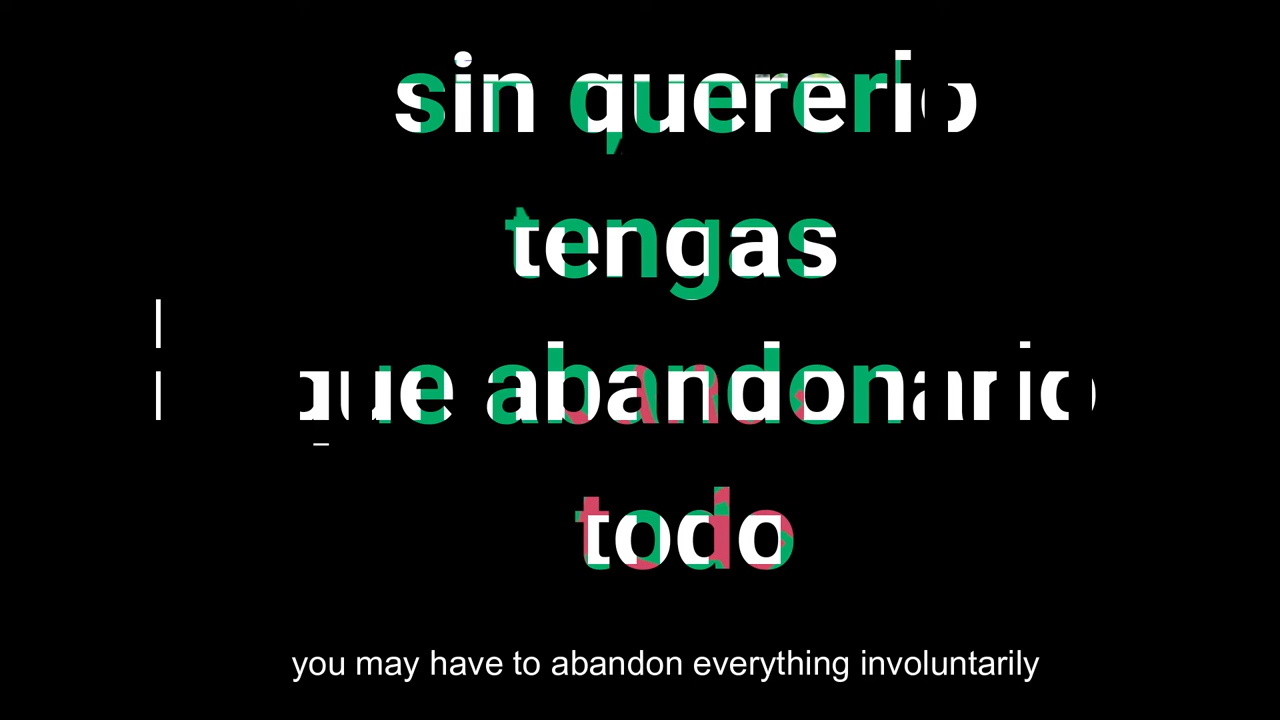 sin quererlo
tengas
que abandonarlo
todo
you may have to abandon everything involuntarily